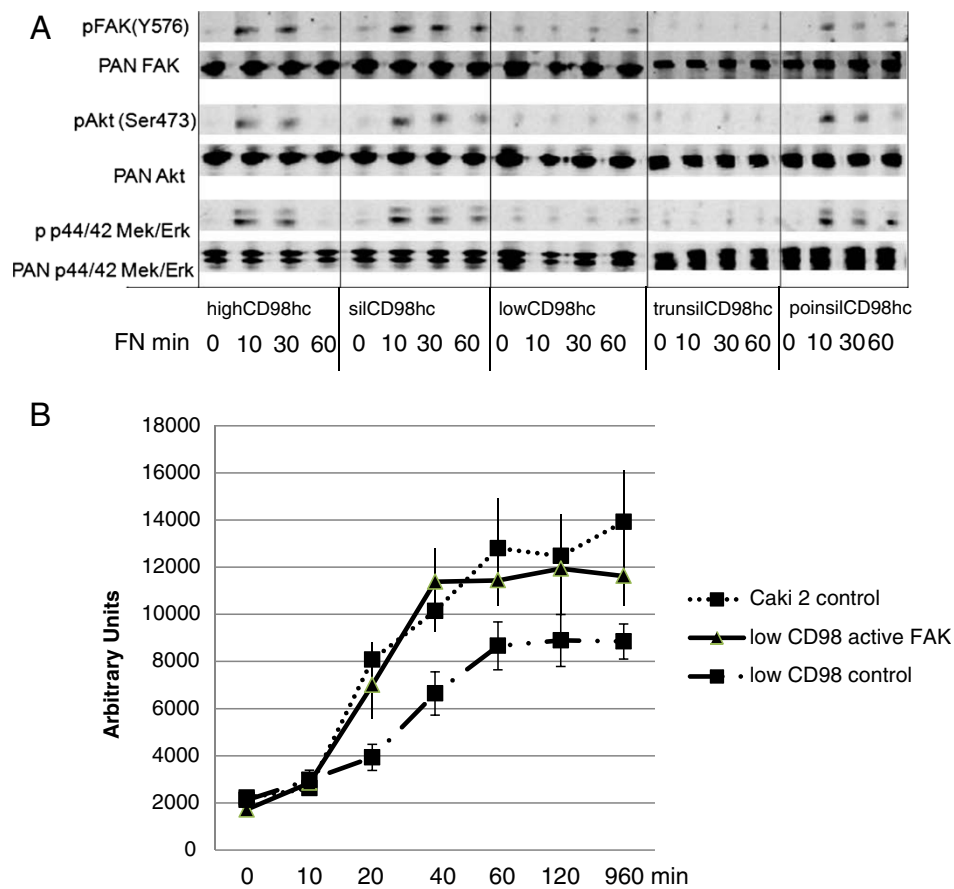 A
pFAK(Y576)
PAN FAK
pAkt (Ser473)
PAN Akt
p p44/42 Mek/Erk
PAN p44/42 Mek/Erk
highCD98hc silCD98hc lowCD98hc trunsilCD98hc poinsilCD98hc
FN min 0 10 30 60 0 10 30 60 0 10 30 60 0 10 30 60 0 10 30 60
B
18000
16000
14000
12000
10000
8000
6000
4000
2000
0
Arbitrary Units
0 10 20 40 60 120 960 min
Caki 2 control
low CD98 active FAK
low CD98 control